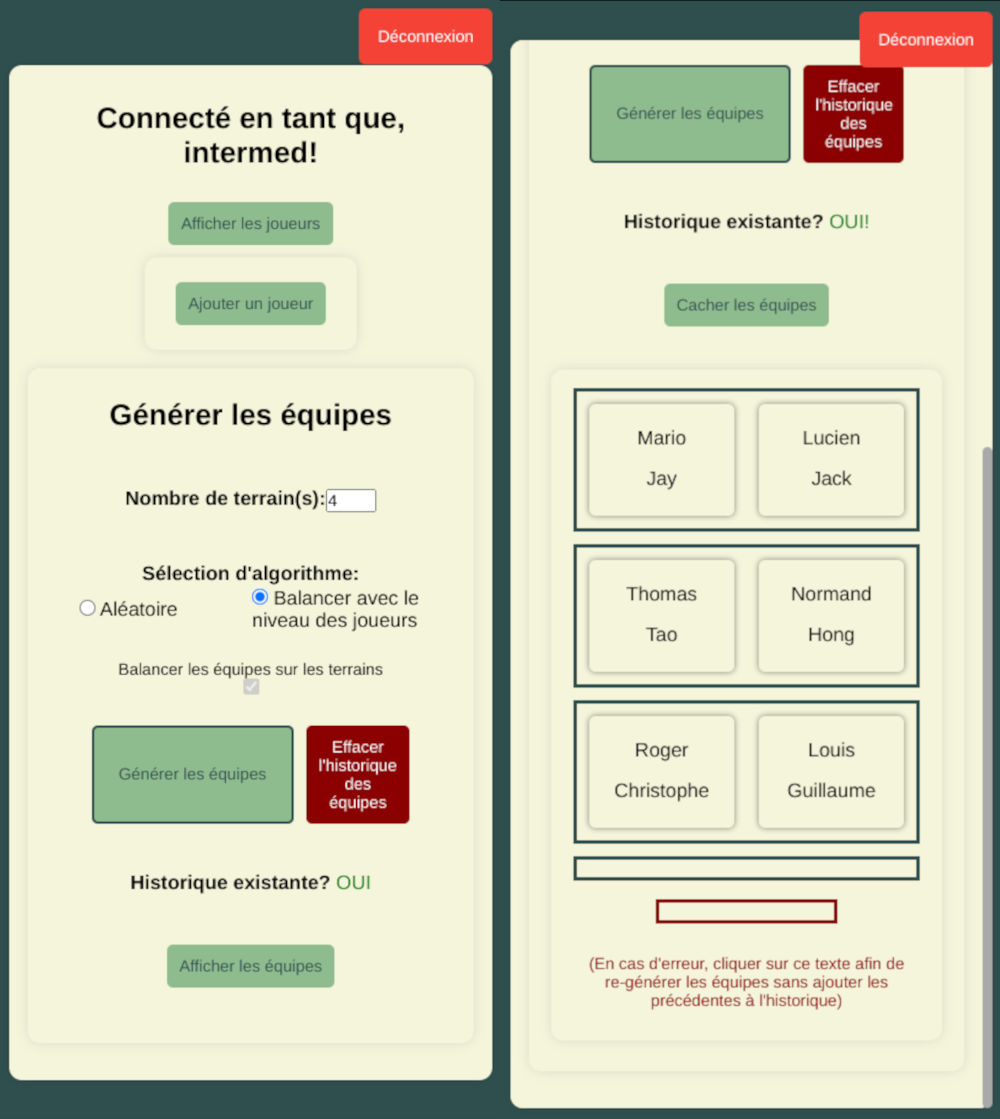 Déconnexion
Connecté en tant que,
intermed!
Afficher les joueurs
Ajouter un joueur
Générer les équipes
Nombre de terrain(s):4
Sélection d'algorithme:
Aléatoire
Balancer avec le
niveau des joueurs
Balancer les équipes sur les terrains
Générer les équipes
Effacer
l'historique
des
équipes
Historique existante? OUI
Afficher les équipes
Déconnexion
Générer les équipes
Effacer
l'historique
des
équipes
Historique existante? OUI!
Cacher les équipes
Mario
Jay
Lucien
Jack
Thomas
Tao
Normand
Hong
Roger
Christophe
Louis
Guillaume
(En cas d'erreur, cliquer sur ce texte afin de
re-générer les équipes sans ajouter les
précédentes à l'historique)